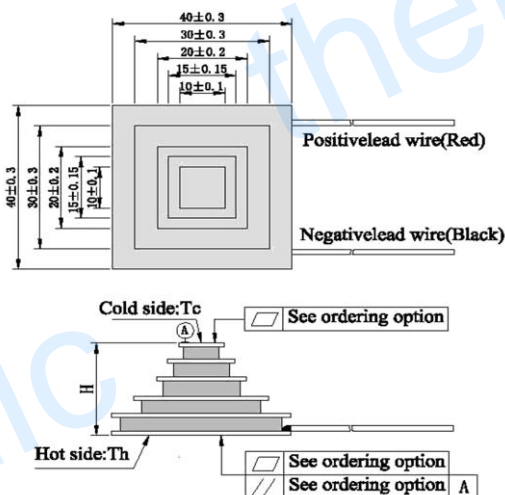 40±0.3
30±0.3
20±0.2
15±0.15
10±0.1
40±0.3
30±0.3
20±0.2
15±0.15
10±0.1
Positivelead wire(Red)
Negativelead wire(Black)
Cold side:Tc
See ordering option
A
H
Hot side:Th
See ordering option
See ordering option A